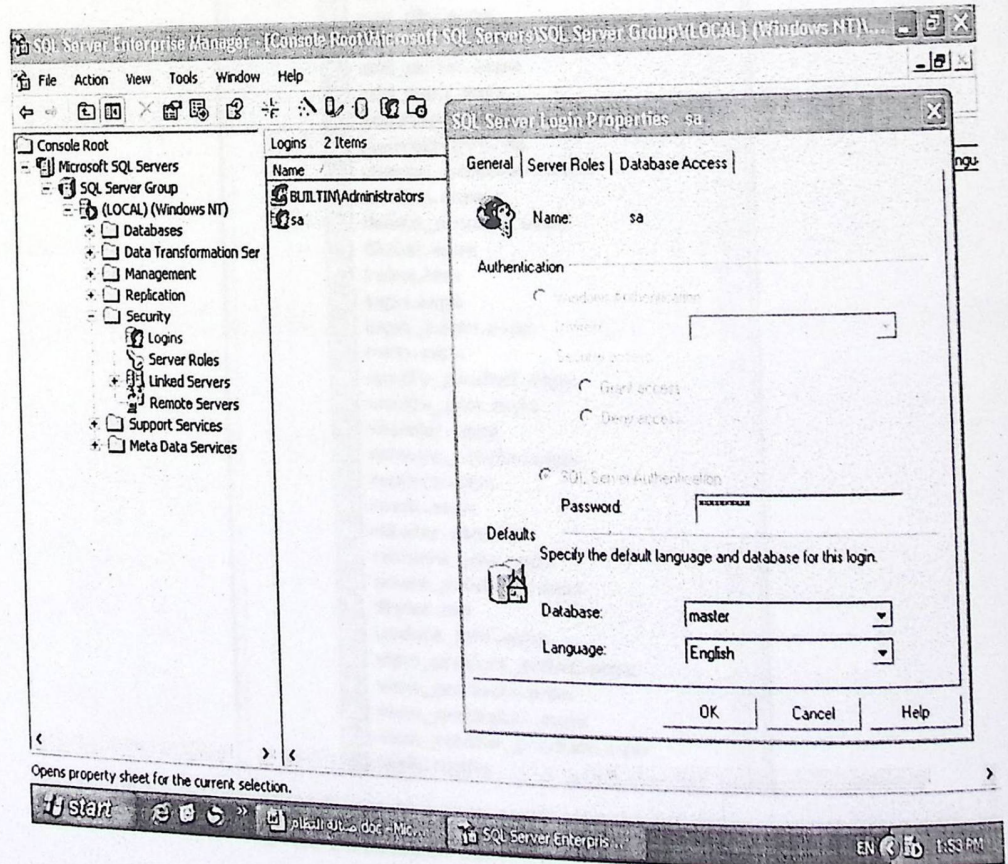 SQL Server Enterprise Manager - [Console Root\Microsoft SQL Servers\SQL Server Group\(LOCAL) (Windows NT)\...
File Action View Tools Window Help
Console Root
Microsoft SQL Servers
SQL Server Group
(LOCAL) (Windows NT)
Databases
Data Transformation Ser
Management
Replication
Security
Logins
Server Roles
Linked Servers
Remote Servers
Support Services
Meta Data Services
Logins 2 Items
Name
BUILTIN\Administrators
sa
ngu
SQL Server Login Properties sa
General Server Roles Database Access
Name: sa
Authentication
Windows Authentication
Security access
Grant access
Deny access
SQL Server Authentication
Password:
Defaults
Specify the default language and database for this login.
Database: master
Language: English
OK Cancel Help
Opens property sheet for the current selection.
start
doc - Mic...
SQL Server Enterpris...
EN 1:53 PM